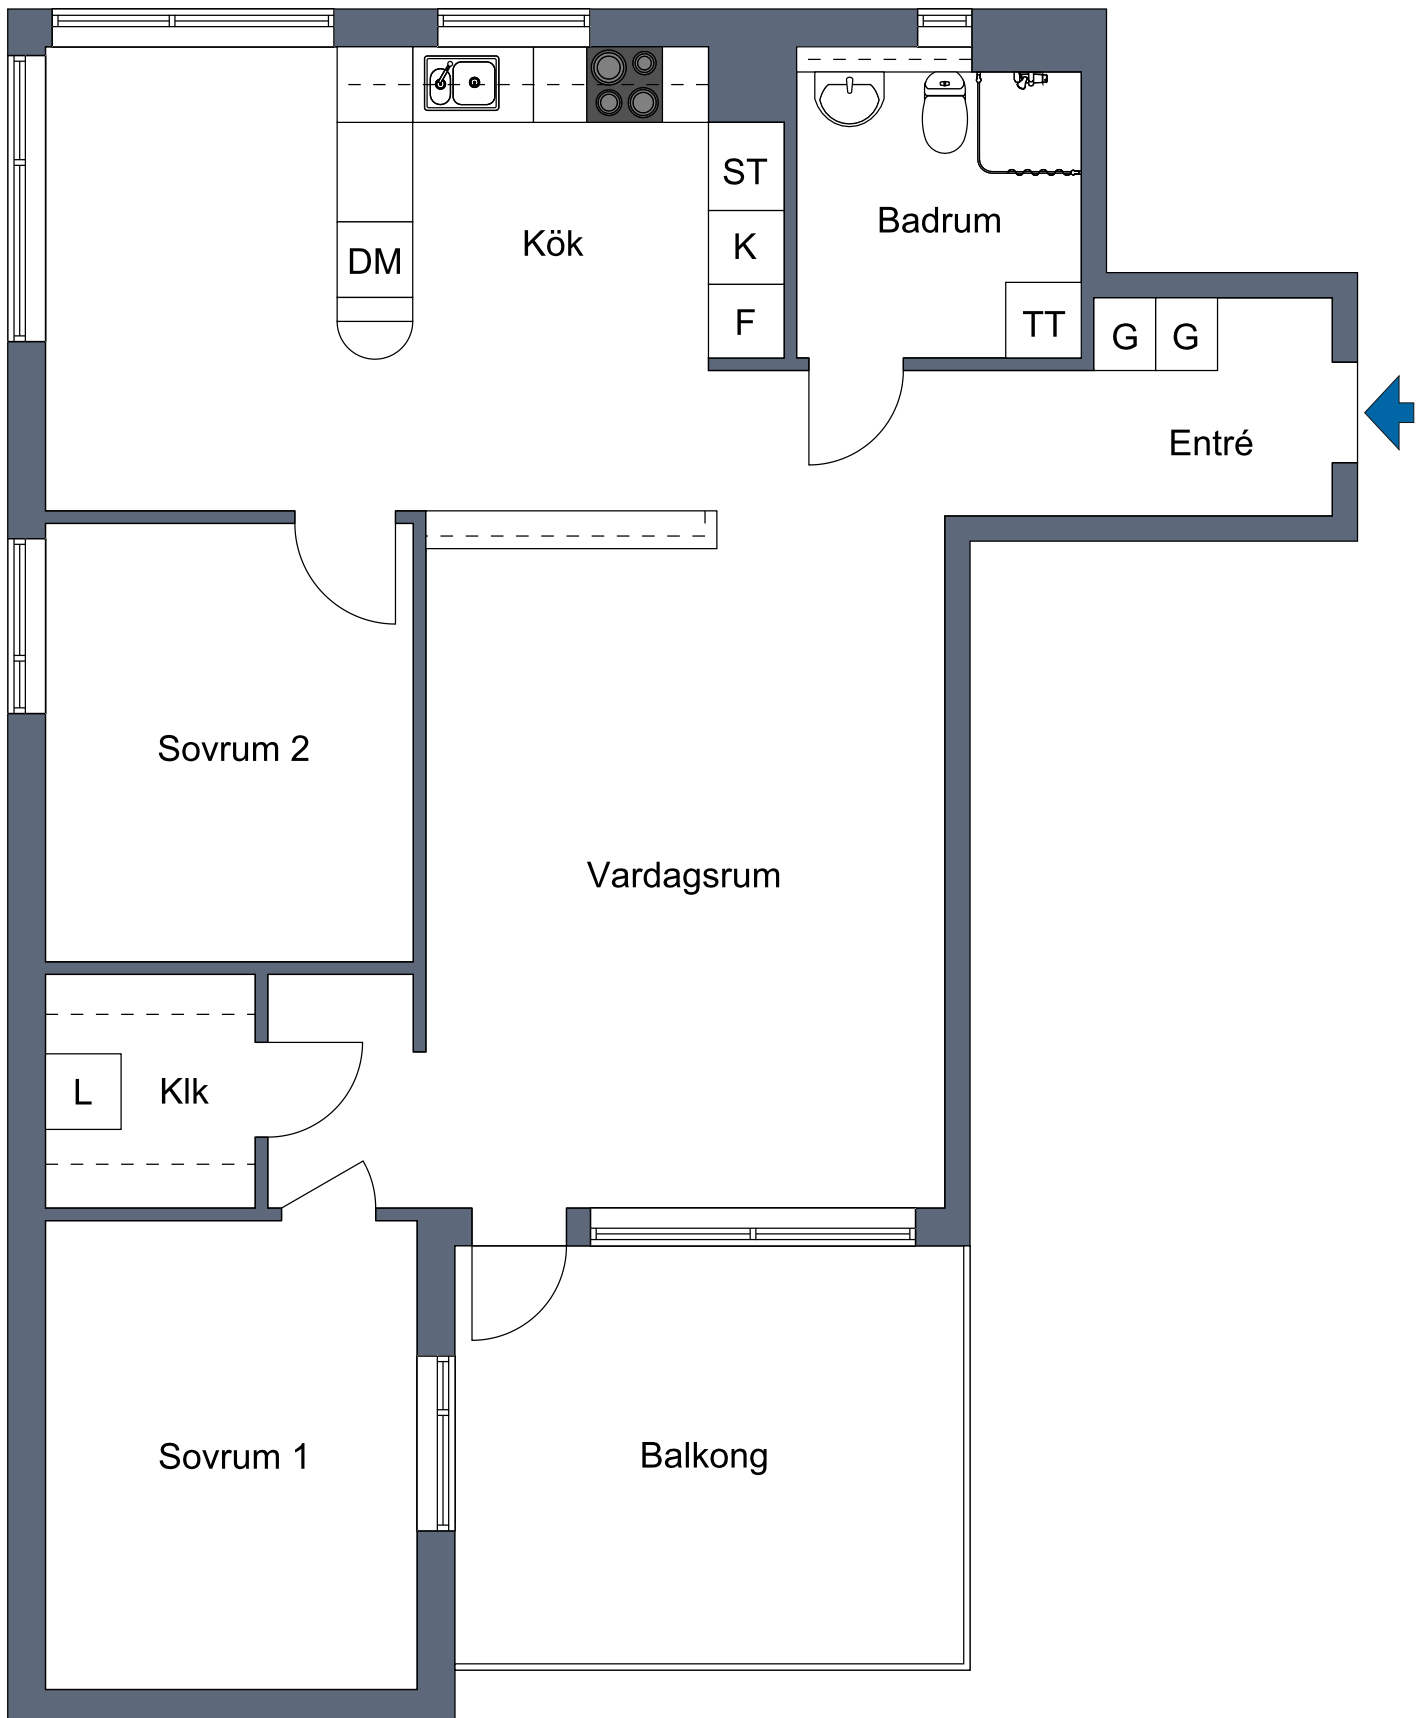 ST
Badrum
Kök
K
DM
F
TT
G
G
Entré
Sovrum 2
Vardagsrum
L
Klk
Sovrum 1
Balkong